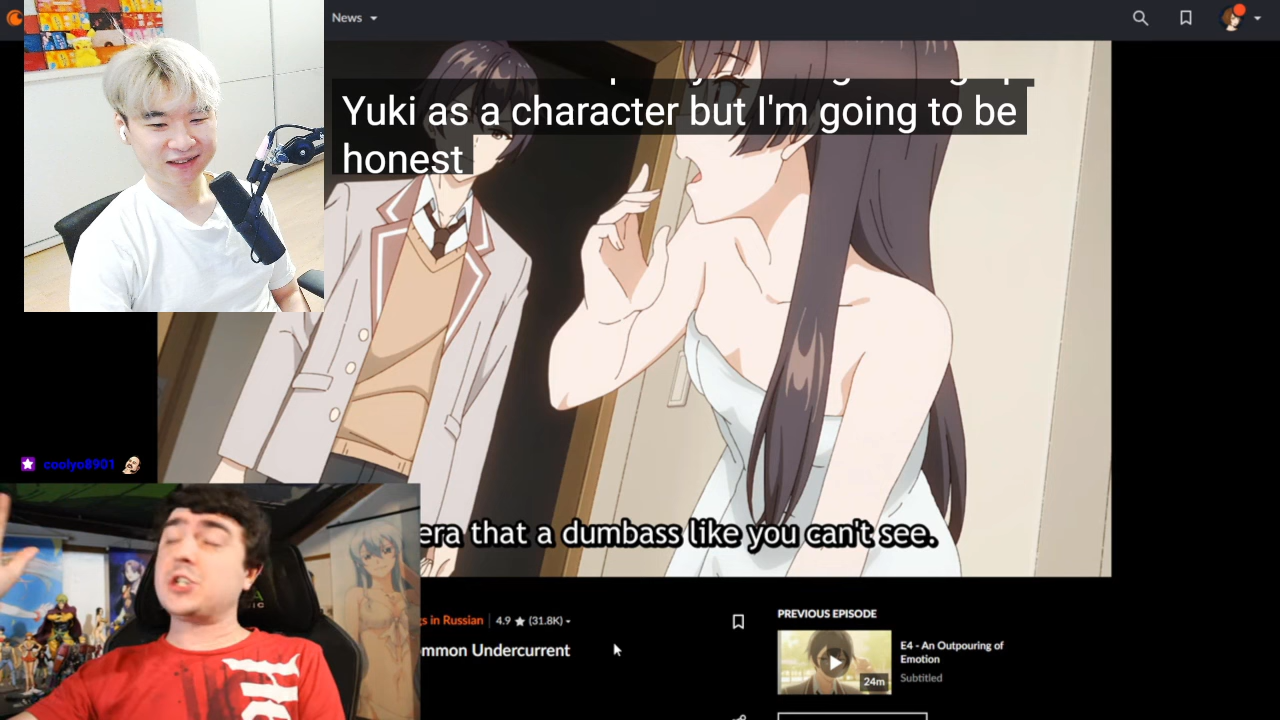 News
Yuki as a character but I'm going to be
honest
coolyo8901
era that a dumbass like you can't see.
s in Russian 4.9 ★ (31.8K)
mmon Undercurrent
PREVIOUS EPISODE
E4 - An Outpouring of
Emotion
Subtitled
24m